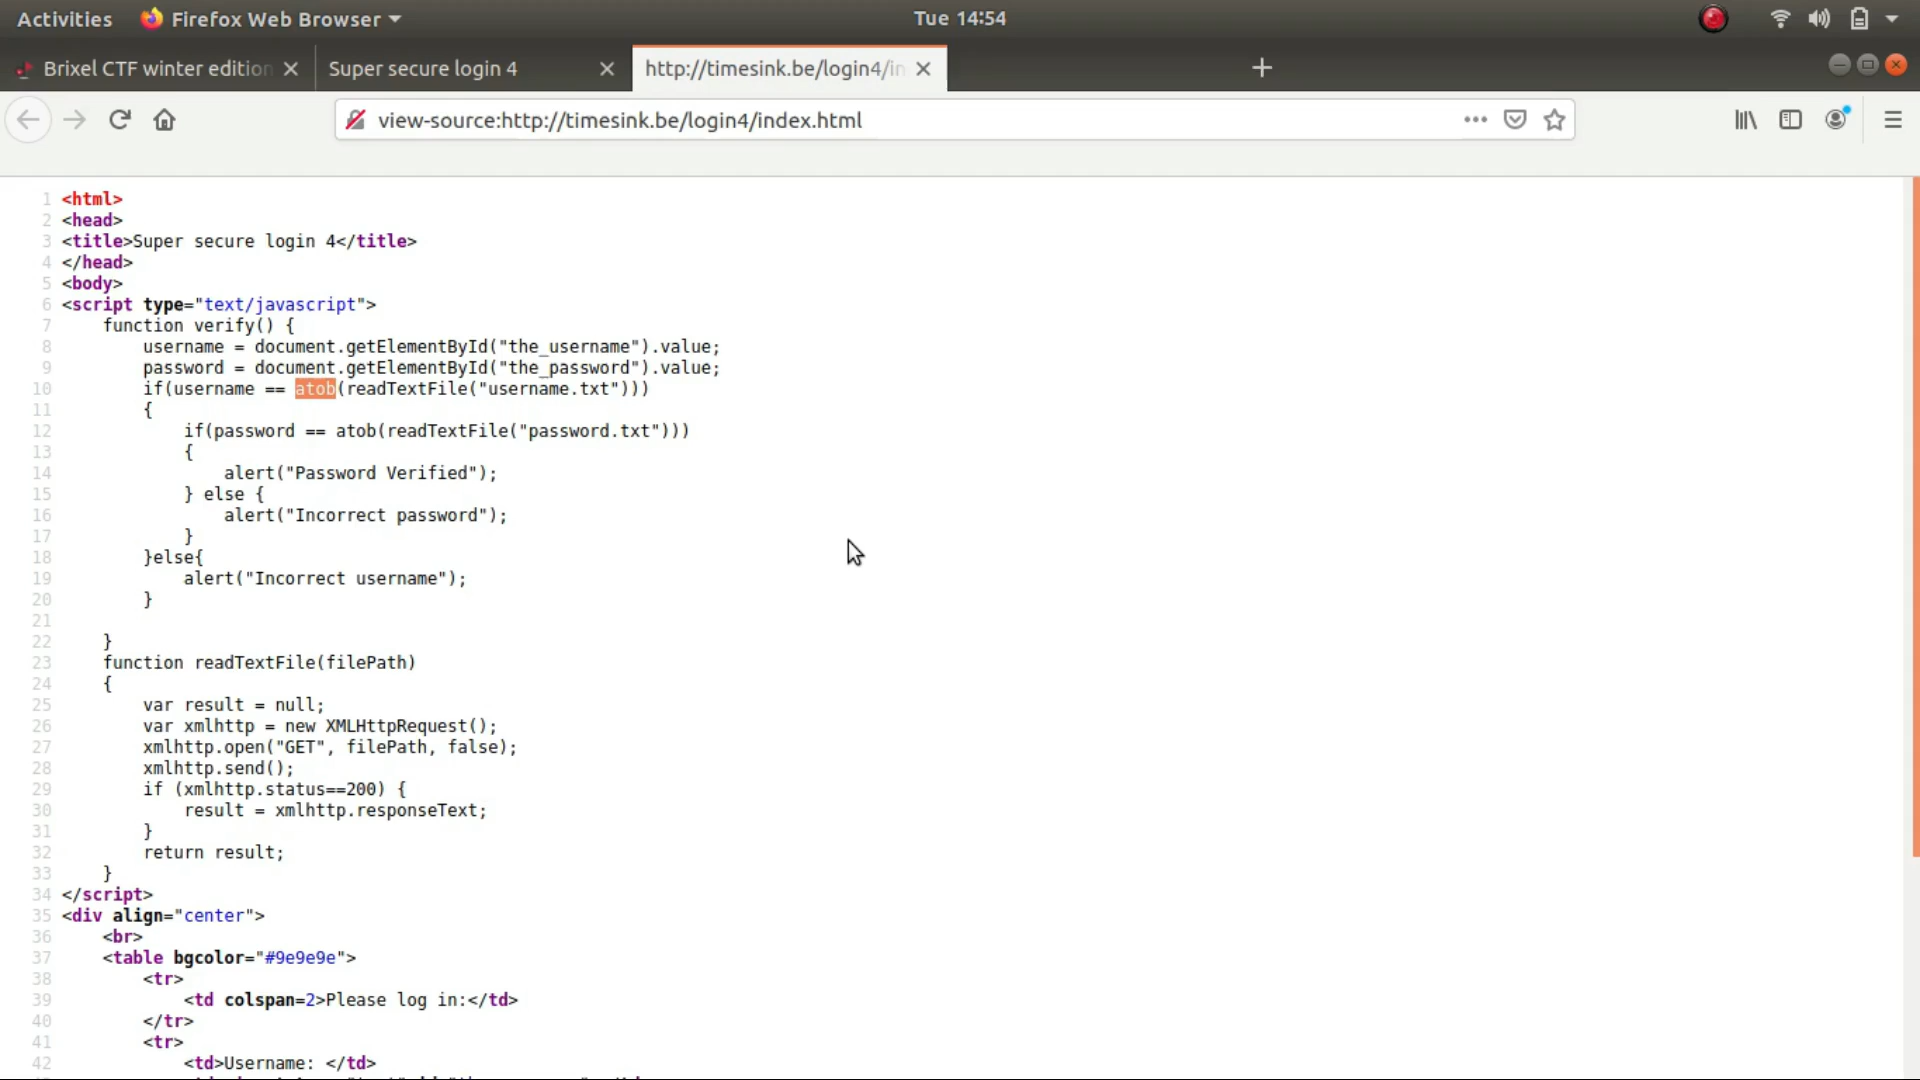 Activities Firefox Web Browser Tue 14:54
Brixel CTF winter edition Super secure login 4 http://timesink.be/login4/in
view-source:http://timesink.be/login4/index.html
1 <html>
2 <head>
3 <title>Super secure login 4</title>
4 </head>
5 <body>
6 <script type="text/javascript">
7 function verify() {
8 username = document.getElementById("the_username").value;
9 password = document.getElementById("the_password").value;
10 if(username == atob(readTextFile("username.txt")))
11 {
12 if(password == atob(readTextFile("password.txt")))
13 {
14 alert("Password Verified");
15 } else {
16 alert("Incorrect password");
17 }
18 }else{
19 alert("Incorrect username");
20 }
21
22 }
23 function readTextFile(filePath)
24 {
25 var result = null;
26 var xmlhttp = new XMLHttpRequest();
27 xmlhttp.open("GET", filePath, false);
28 xmlhttp.send();
29 if (xmlhttp.status==200) {
30 result = xmlhttp.responseText;
31 }
32 return result;
33 }
34 </script>
35 <div align="center">
36 <br>
37 <table bgcolor="#9e9e9e">
38 <tr>
39 <td colspan=2>Please log in:</td>
40 </tr>
41 <tr>
42 <td>Username: </td>